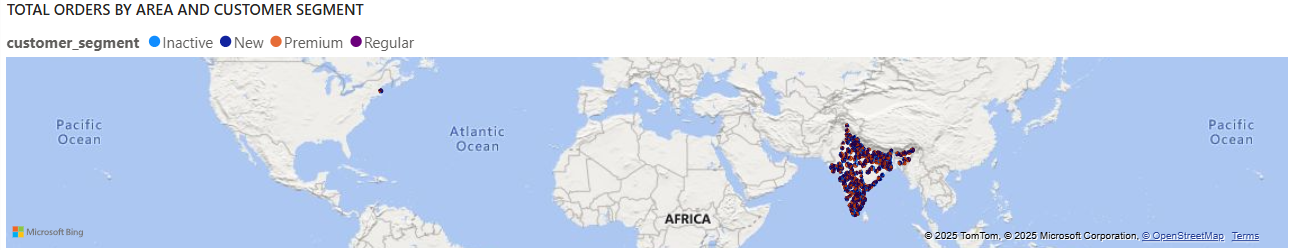 TOTAL ORDERS BY AREA AND CUSTOMER SEGMENT
customer_segment Inactive New Premium Regular
Pacific
Ocean
Atlantic
Ocean
Pacific
Ocean
AFRICA
Microsoft Bing
© 2025 TomTom, © 2025 Microsoft Corporation, © OpenStreetMap Terms